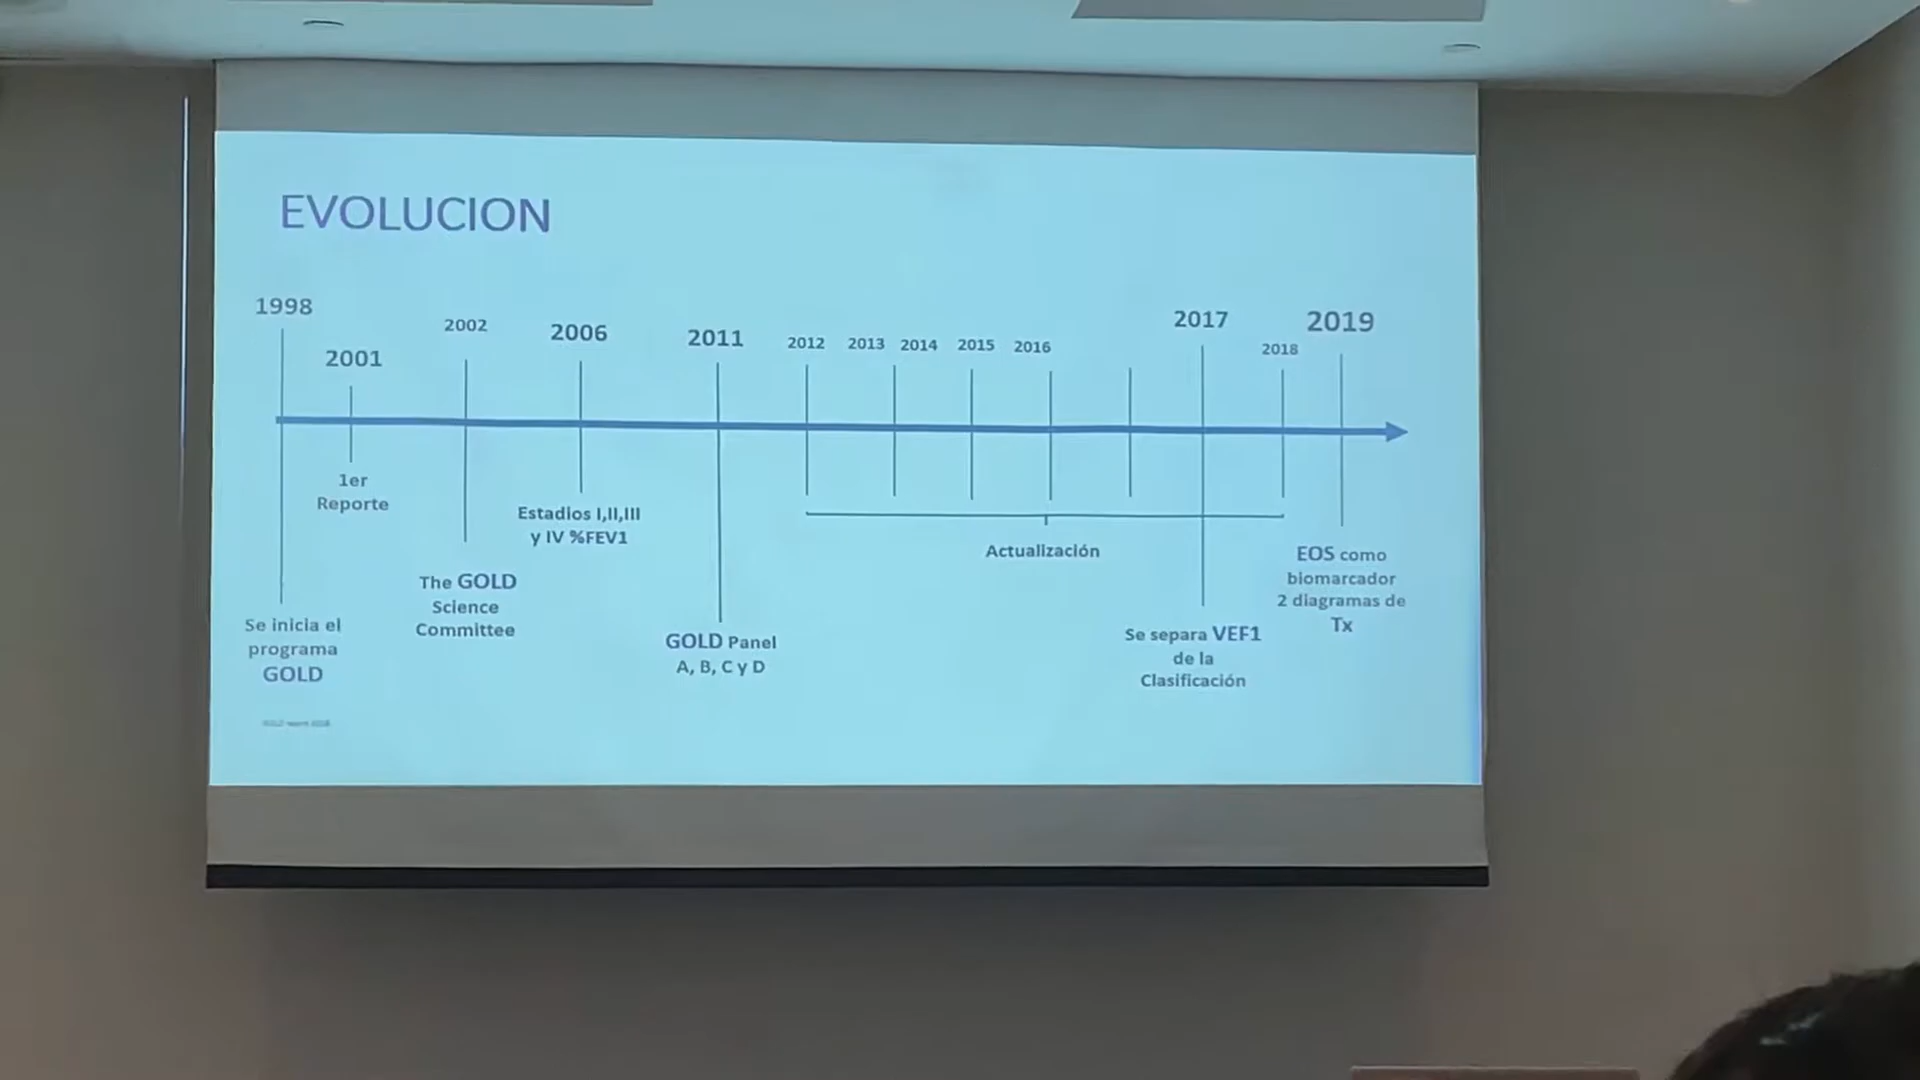 EVOLUCION
1998
2001
2002
2006
2011
2012
2013
2014
2015
2016
2017
2018
2019
1er
Reporte
Estadios I,II,III
y IV %FEV1
Actualización
EOS como
biomarcador
2 diagramas de
Tx
The GOLD
Science
Committee
Se inicia el
programa
GOLD
GOLD Panel
A, B, C y D
Se separa VEF1
de la
Clasificación